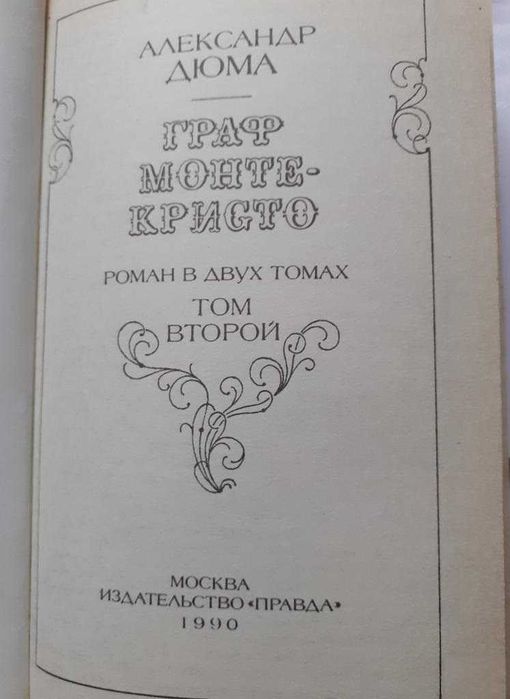 АЛЕКСАНДР
ДЮМА
ГРАФ
МОНТЕ-
КРИСТО
РОМАН В ДВУХ ТОМАХ
ТОМ
ВТОРОЙ
МОСКВА
ИЗДАТЕЛЬСТВО «ПРАВДА»
1990